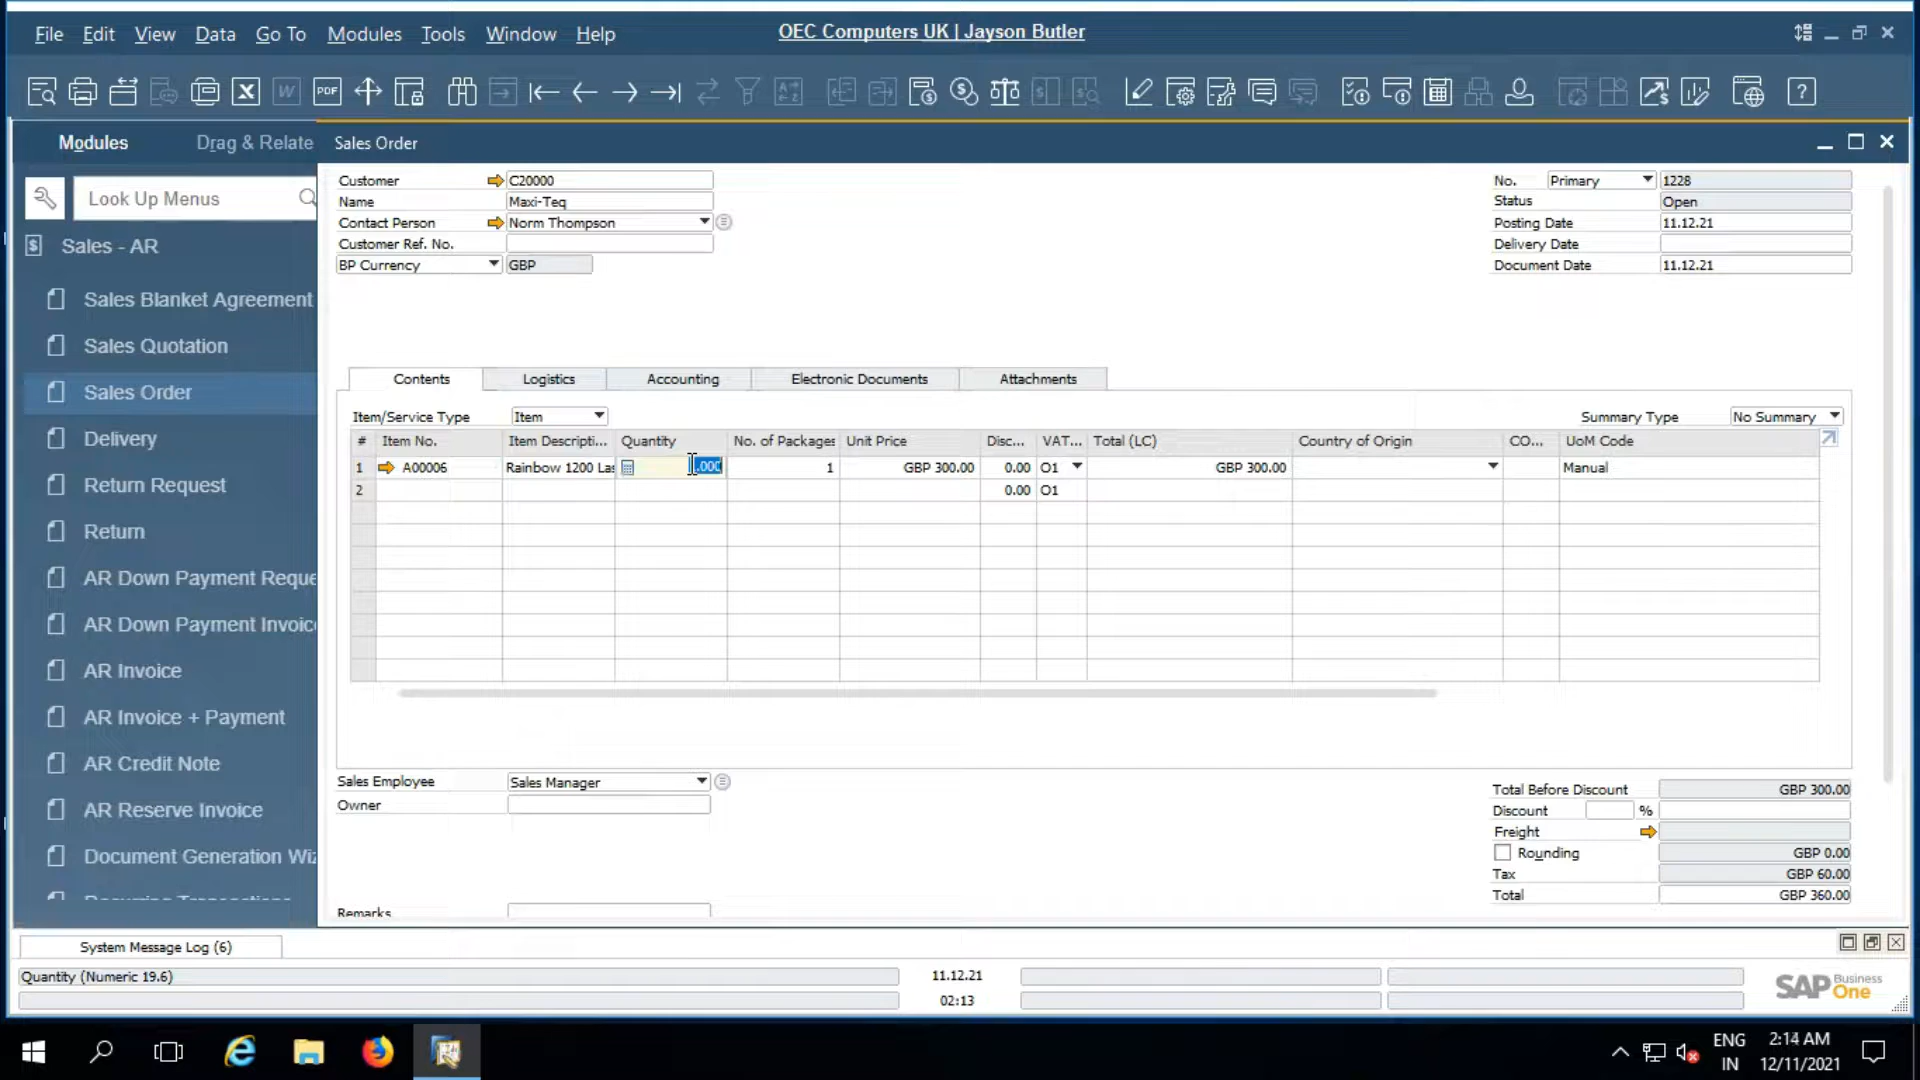 File Edit View Data Go To Modules Tools Window Help
OEC Computers UK | Jayson Butler
Modules Drag & Relate
Look Up Menus
Sales - AR
Sales Blanket Agreement
Sales Quotation
Sales Order
Delivery
Return Request
Return
AR Down Payment Reque
AR Down Payment Invoic
AR Invoice
AR Invoice + Payment
AR Credit Note
AR Reserve Invoice
Document Generation Wiz
Sales Order
Customer C20000
Name Maxi-Teq
Contact Person Norm Thompson
Customer Ref. No.
BP Currency GBP
No. Primary 1228
Status Open
Posting Date 11.12.21
Delivery Date
Document Date 11.12.21
Contents Logistics Accounting Electronic Documents Attachments
Item/Service Type Item
Summary Type No Summary
# Item No. Item Descripti... Quantity No. of Packages Unit Price Disc... VAT... Total (LC) Country of Origin CO... UoM Code
1 A00006 Rainbow 1200 Las .000 1 GBP 300.00 0.00 O1 GBP 300.00 Manual
2 0.00 O1
Sales Employee Sales Manager
Owner
Remarks
Total Before Discount GBP 300.00
Discount %
Freight
Rounding GBP 0.00
Tax GBP 60.00
Total GBP 360.00
System Message Log (6)
Quantity (Numeric 19.6)
11.12.21
02:13
SAP Business One
ENG
IN
2:14 AM
12/11/2021